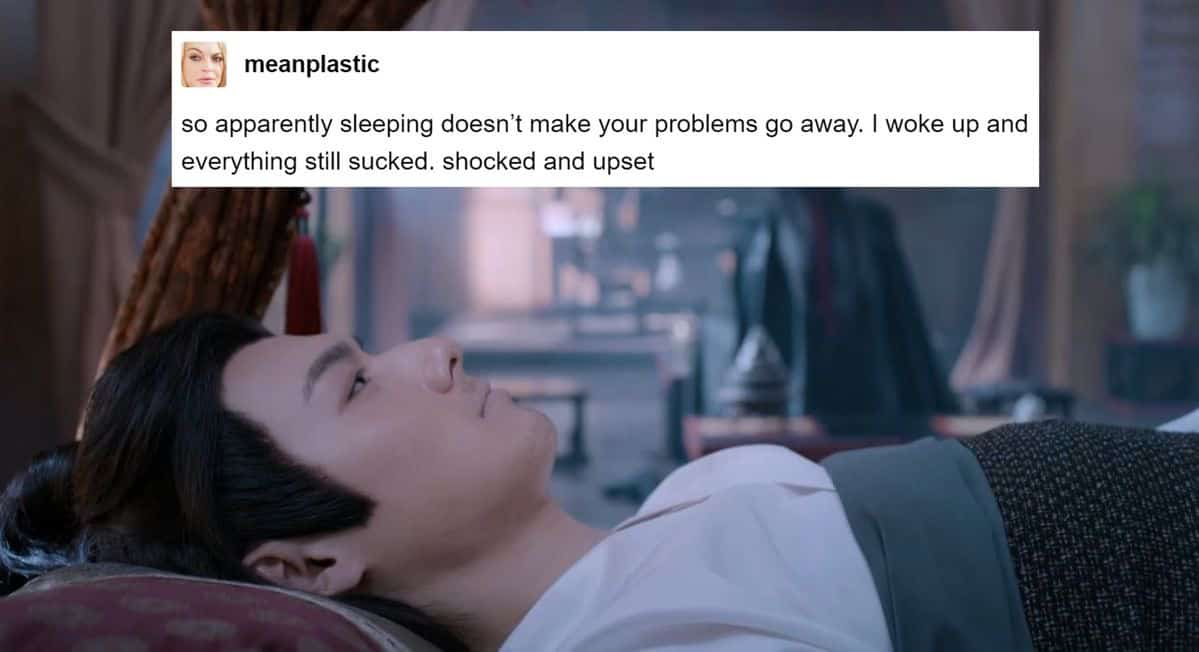 meanplastic
so apparently sleeping doesn’t make your problems go away. I woke up and
everything still sucked. shocked and upset